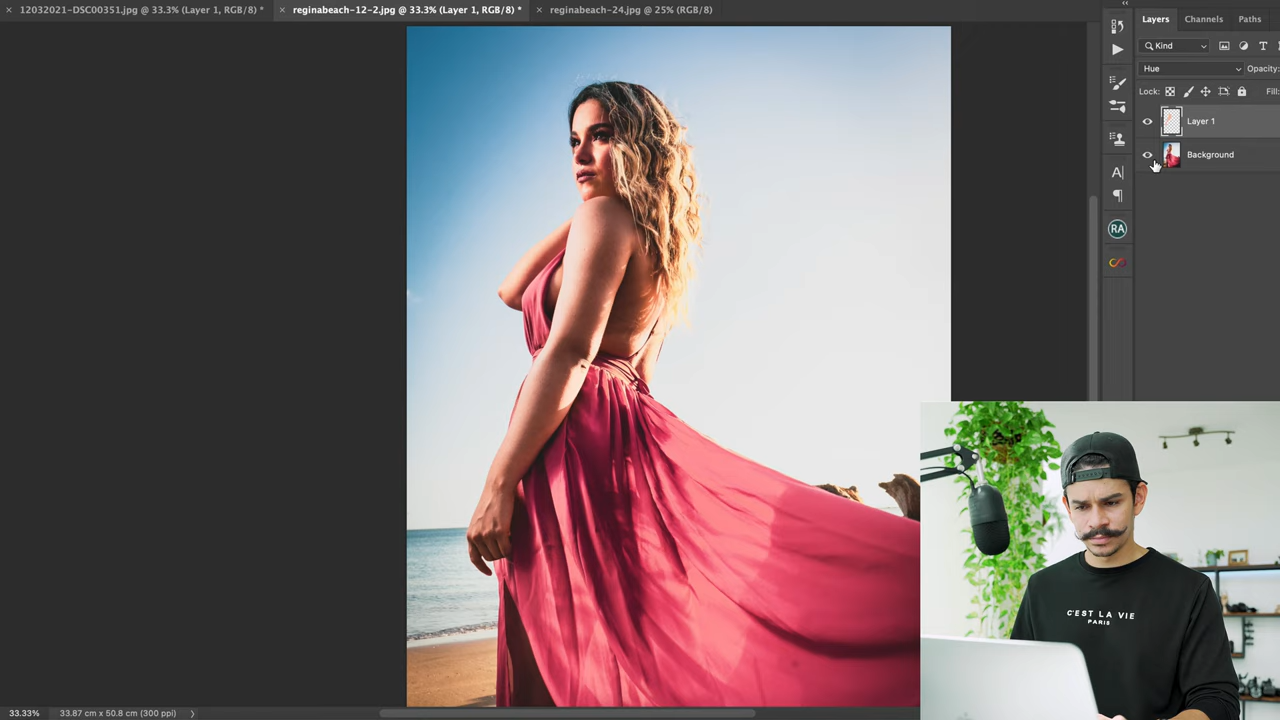 12032021-DSC00351.jpg @ 33.3% (Layer 1, RGB/8) *
reginabeach-12-2.jpg @ 33.3% (Layer 1, RGB/8) *
reginabeach-24.jpg @ 25% (RGB/8)
Layers
Channels
Paths
Kind
Hue
Opacity:
Lock:
Fill:
Layer 1
Background
RA
C'EST LA VIE
PARIS
33.33%
33.87 cm x 50.8 cm (300 ppi)